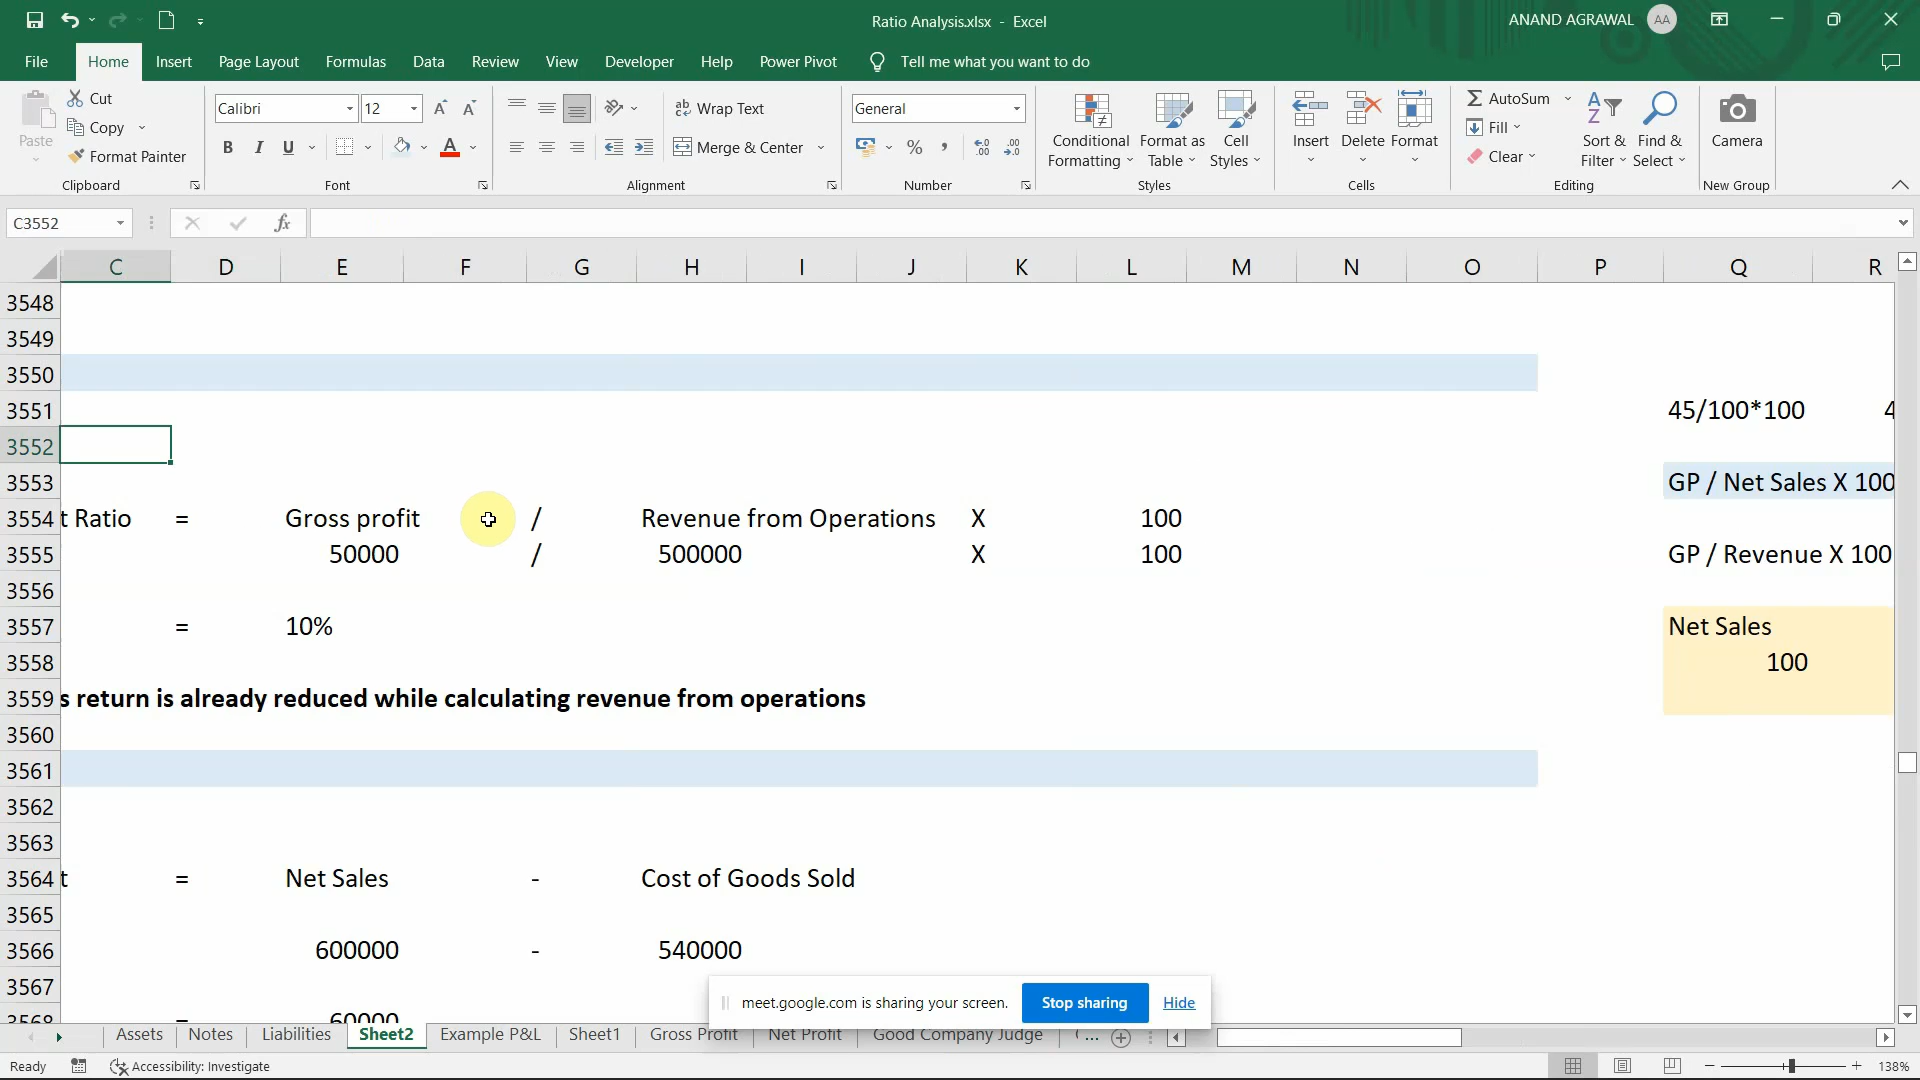 Ratio Analysis.xlsx - Excel
ANAND AGRAWAL AA
File Home Insert Page Layout Formulas Data Review View Developer Help Power Pivot Tell me what you want to do
Paste
Cut
Copy
Format Painter
Clipboard
Calibri 12 A A
B I U A
Font
ab Wrap Text
Merge & Center
Alignment
General
% ,
Number
Conditional Formatting
Format as Table
Cell Styles
Styles
Insert Delete Format
Cells
AutoSum
Fill
Clear
Sort & Filter
Find & Select
Editing
Camera
New Group
C3552 fx
C D E F G H I J K L M N O P Q R
3548
3549
3550
3551 45/100*100 4
3552
3553 GP / Net Sales X 100
3554 t Ratio = Gross profit / Revenue from Operations X 100
3555 50000 / 500000 X 100 GP / Revenue X 100
3556
3557 = 10% Net Sales
3558 100
3559 s return is already reduced while calculating revenue from operations
3560
3561
3562
3563
3564 t = Net Sales - Cost of Goods Sold
3565
3566 600000 - 540000
3567
3568 = 60000
meet.google.com is sharing your screen. Stop sharing Hide
Assets Notes Liabilities Sheet2 Example P&L Sheet1 Gross Profit Net Profit Good Company Judge ...
Ready Accessibility: Investigate 138%